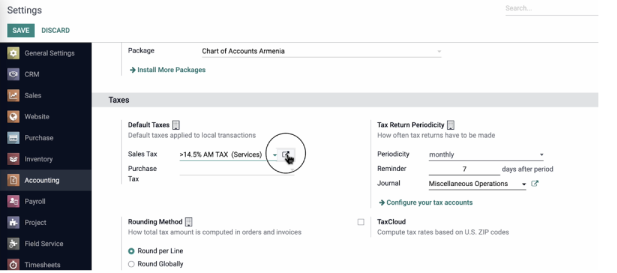 Settings
Search...
SAVE DISCARD
General Settings
CRM
Sales
Website
Purchase
Inventory
Accounting
Payroll
Project
Field Service
Timesheets
Package Chart of Accounts Armenia
Install More Packages
Taxes
Default Taxes
Default taxes applied to local transactions
Sales Tax >14.5% AM TAX (Services)
Purchase
Tax
Tax Return Periodicity
How often tax returns have to be made
Periodicity monthly
Reminder 7 days after period
Journal Miscellaneous Operations
Configure your tax accounts
Rounding Method
How total tax amount is computed in orders and invoices
Round per Line
Round Globally
TaxCloud
Compute tax rates based on U.S. ZIP codes